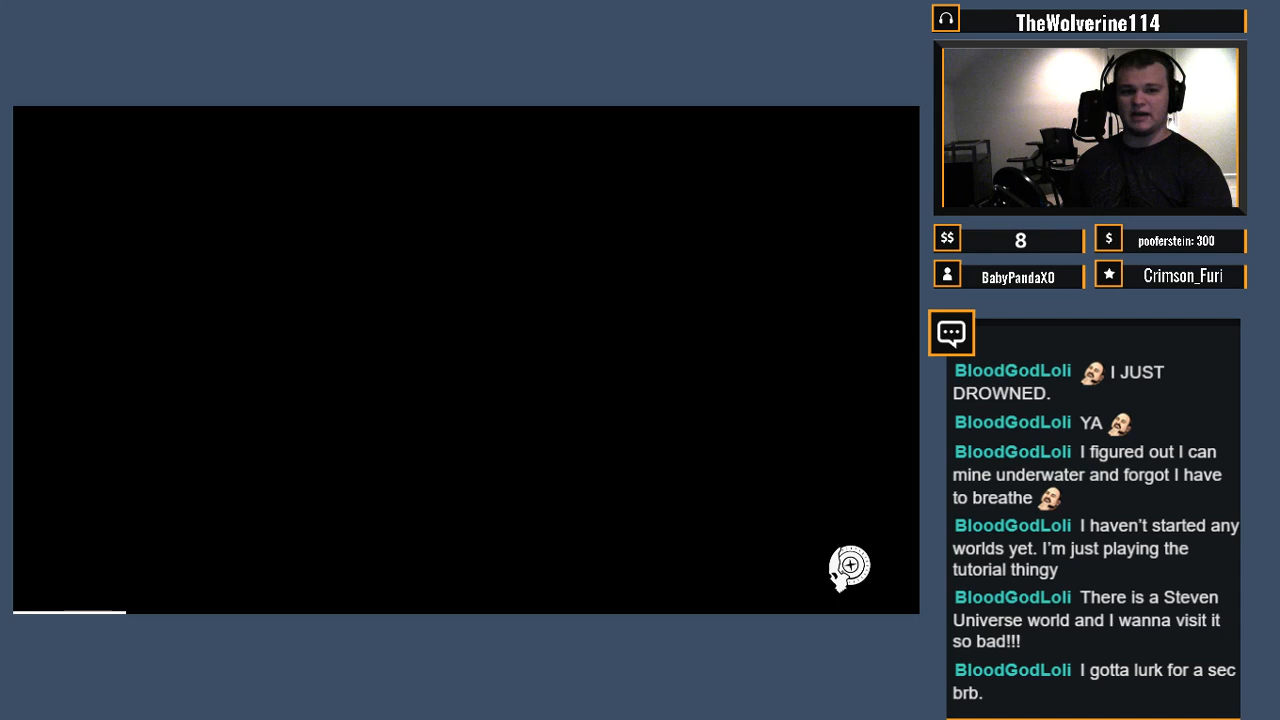 TheWolverine114
$$ 8
$ pooferstein: 300
BabyPandaXO
Crimson_Furi
BloodGodLoli I JUST
DROWNED.
BloodGodLoli YA
BloodGodLoli I figured out I can
mine underwater and forgot I have
to breathe
BloodGodLoli I haven't started any
worlds yet. I'm just playing the
tutorial thingy
BloodGodLoli There is a Steven
Universe world and I wanna visit it
so bad!!!
BloodGodLoli I gotta lurk for a sec
brb.